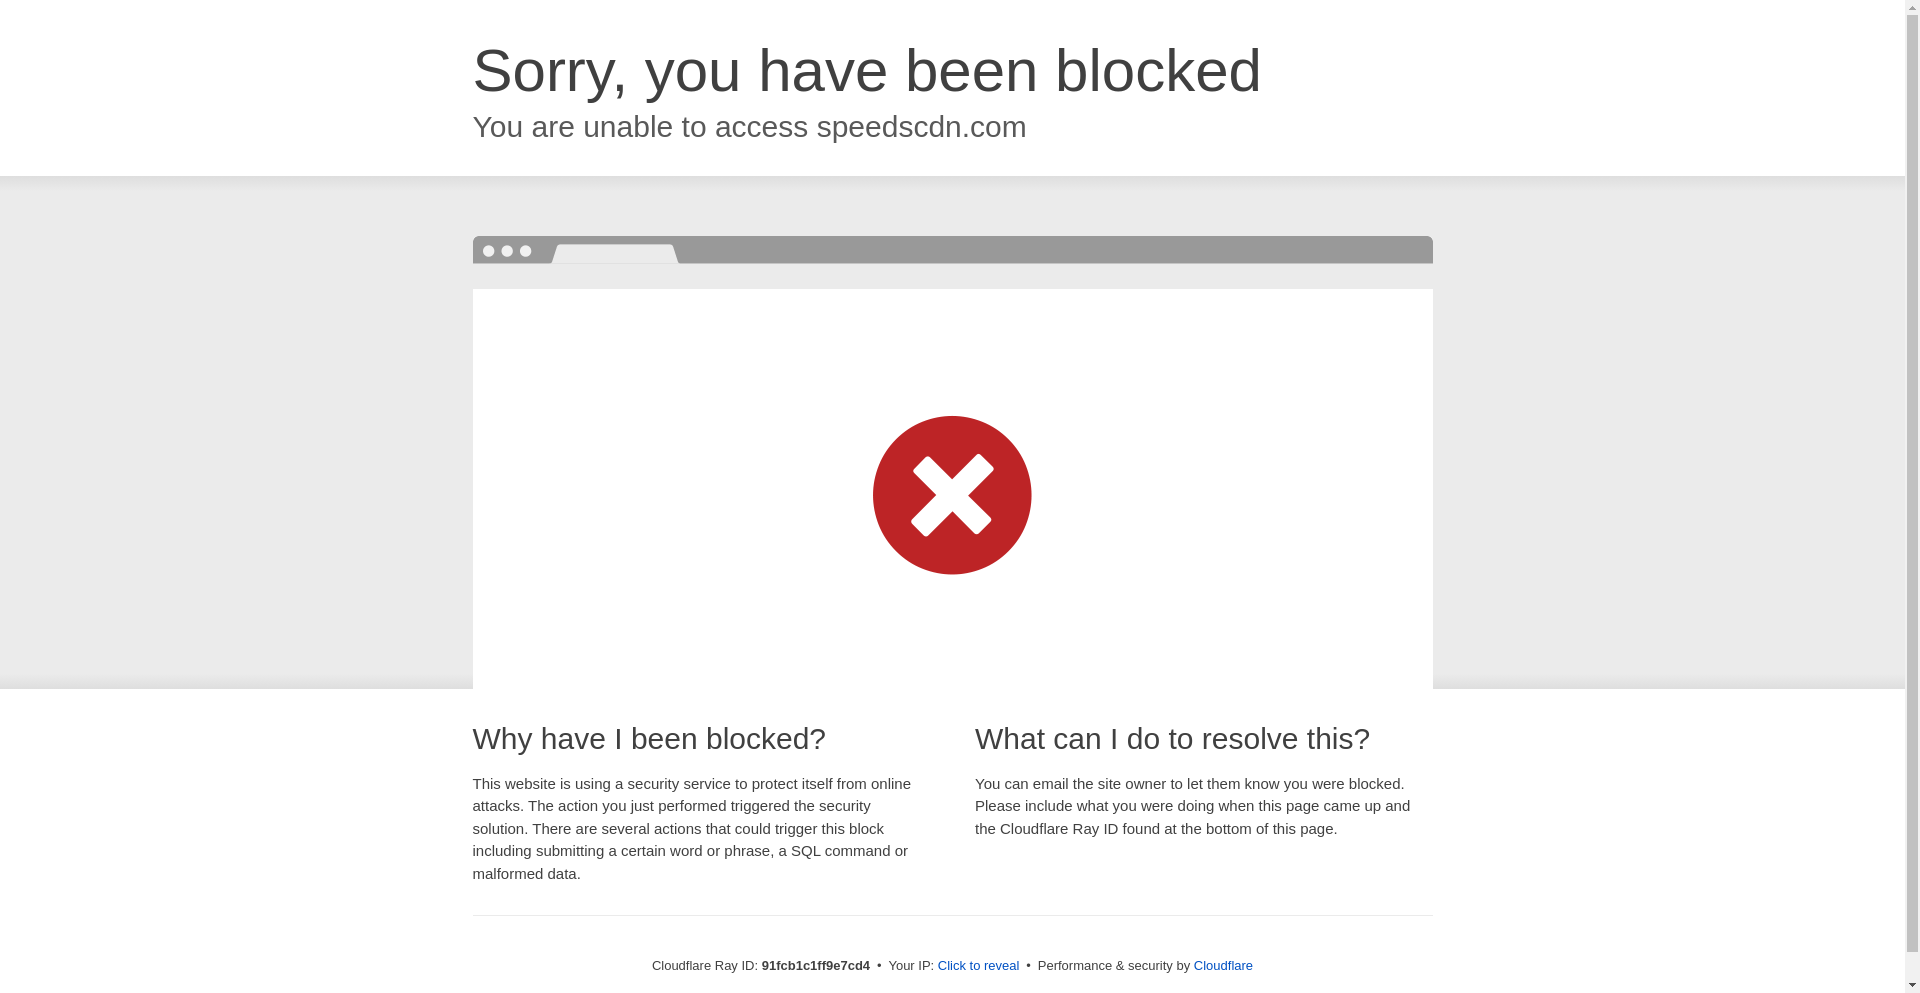 Sorry, you have been blocked
You are unable to access speedscdn.com
Why have I been blocked?
This website is using a security service to protect itself from online
attacks. The action you just performed triggered the security
solution. There are several actions that could trigger this block
including submitting a certain word or phrase, a SQL command or
malformed data.
What can I do to resolve this?
You can email the site owner to let them know you were blocked.
Please include what you were doing when this page came up and
the Cloudflare Ray ID found at the bottom of this page.
Cloudflare Ray ID: 91fcb1c1ff9e7cd4 • Your IP: Click to reveal • Performance & security by Cloudflare